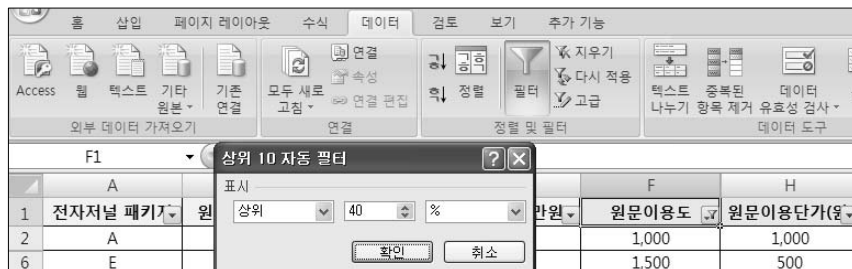 홈 삽입 페이지 레이아웃 수식 데이터 검토 보기 추가 기능
Access 웹 텍스트 기타 원본 기존 연결 모두 새로 고침 연결 속성 연결 편집 정렬 필터 지우기 다시 적용 고급 텍스트 나누기 중복된 항목 제거 데이터 유효성 검사
외부 데이터 가져오기 연결 정렬 및 필터 데이터 도구
F1 상위 10 자동 필터
A F H
표시
1 전자저널 패키지 원 만원 원문이용도 원문이용단가(원
상위 40 %
2 A 1,000 1,000
확인 취소
6 E 1,500 500